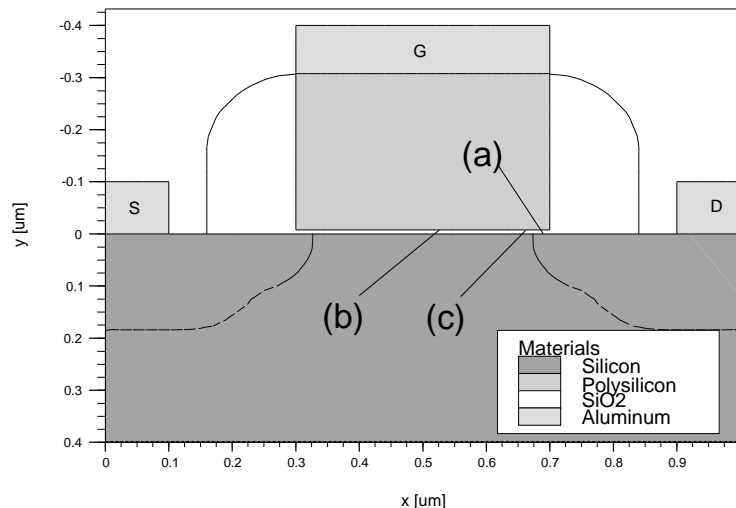 -0.4
-0.3
-0.2
-0.1
0
0.1
0.2
0.3
0.4
y [um]
G
S
D
(a)
(b)
(c)
Materials
Silicon
Polysilicon
SiO2
Aluminum
0 0.1 0.2 0.3 0.4 0.5 0.6 0.7 0.8 0.9
x [um]